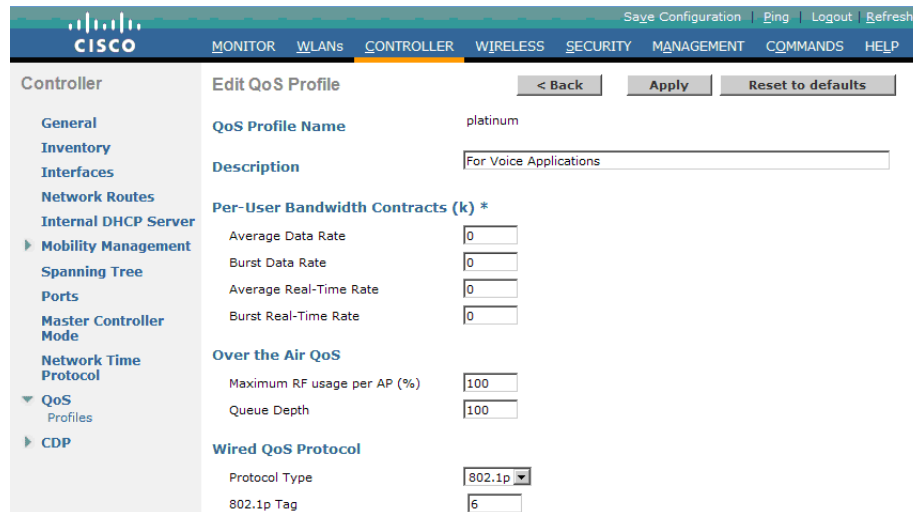 Save Configuration | Ping | Logout | Refresh
CISCO
MONITOR WLANs CONTROLLER WIRELESS SECURITY MANAGEMENT COMMANDS HELP
Controller
General
Inventory
Interfaces
Network Routes
Internal DHCP Server
Mobility Management
Spanning Tree
Ports
Master Controller
Mode
Network Time
Protocol
QoS
Profiles
CDP
Edit QoS Profile
< Back
Apply
Reset to defaults
QoS Profile Name platinum
Description For Voice Applications
Per-User Bandwidth Contracts (k) *
Average Data Rate 0
Burst Data Rate 0
Average Real-Time Rate 0
Burst Real-Time Rate 0
Over the Air QoS
Maximum RF usage per AP (%) 100
Queue Depth 100
Wired QoS Protocol
Protocol Type 802.1p
802.1p Tag 6